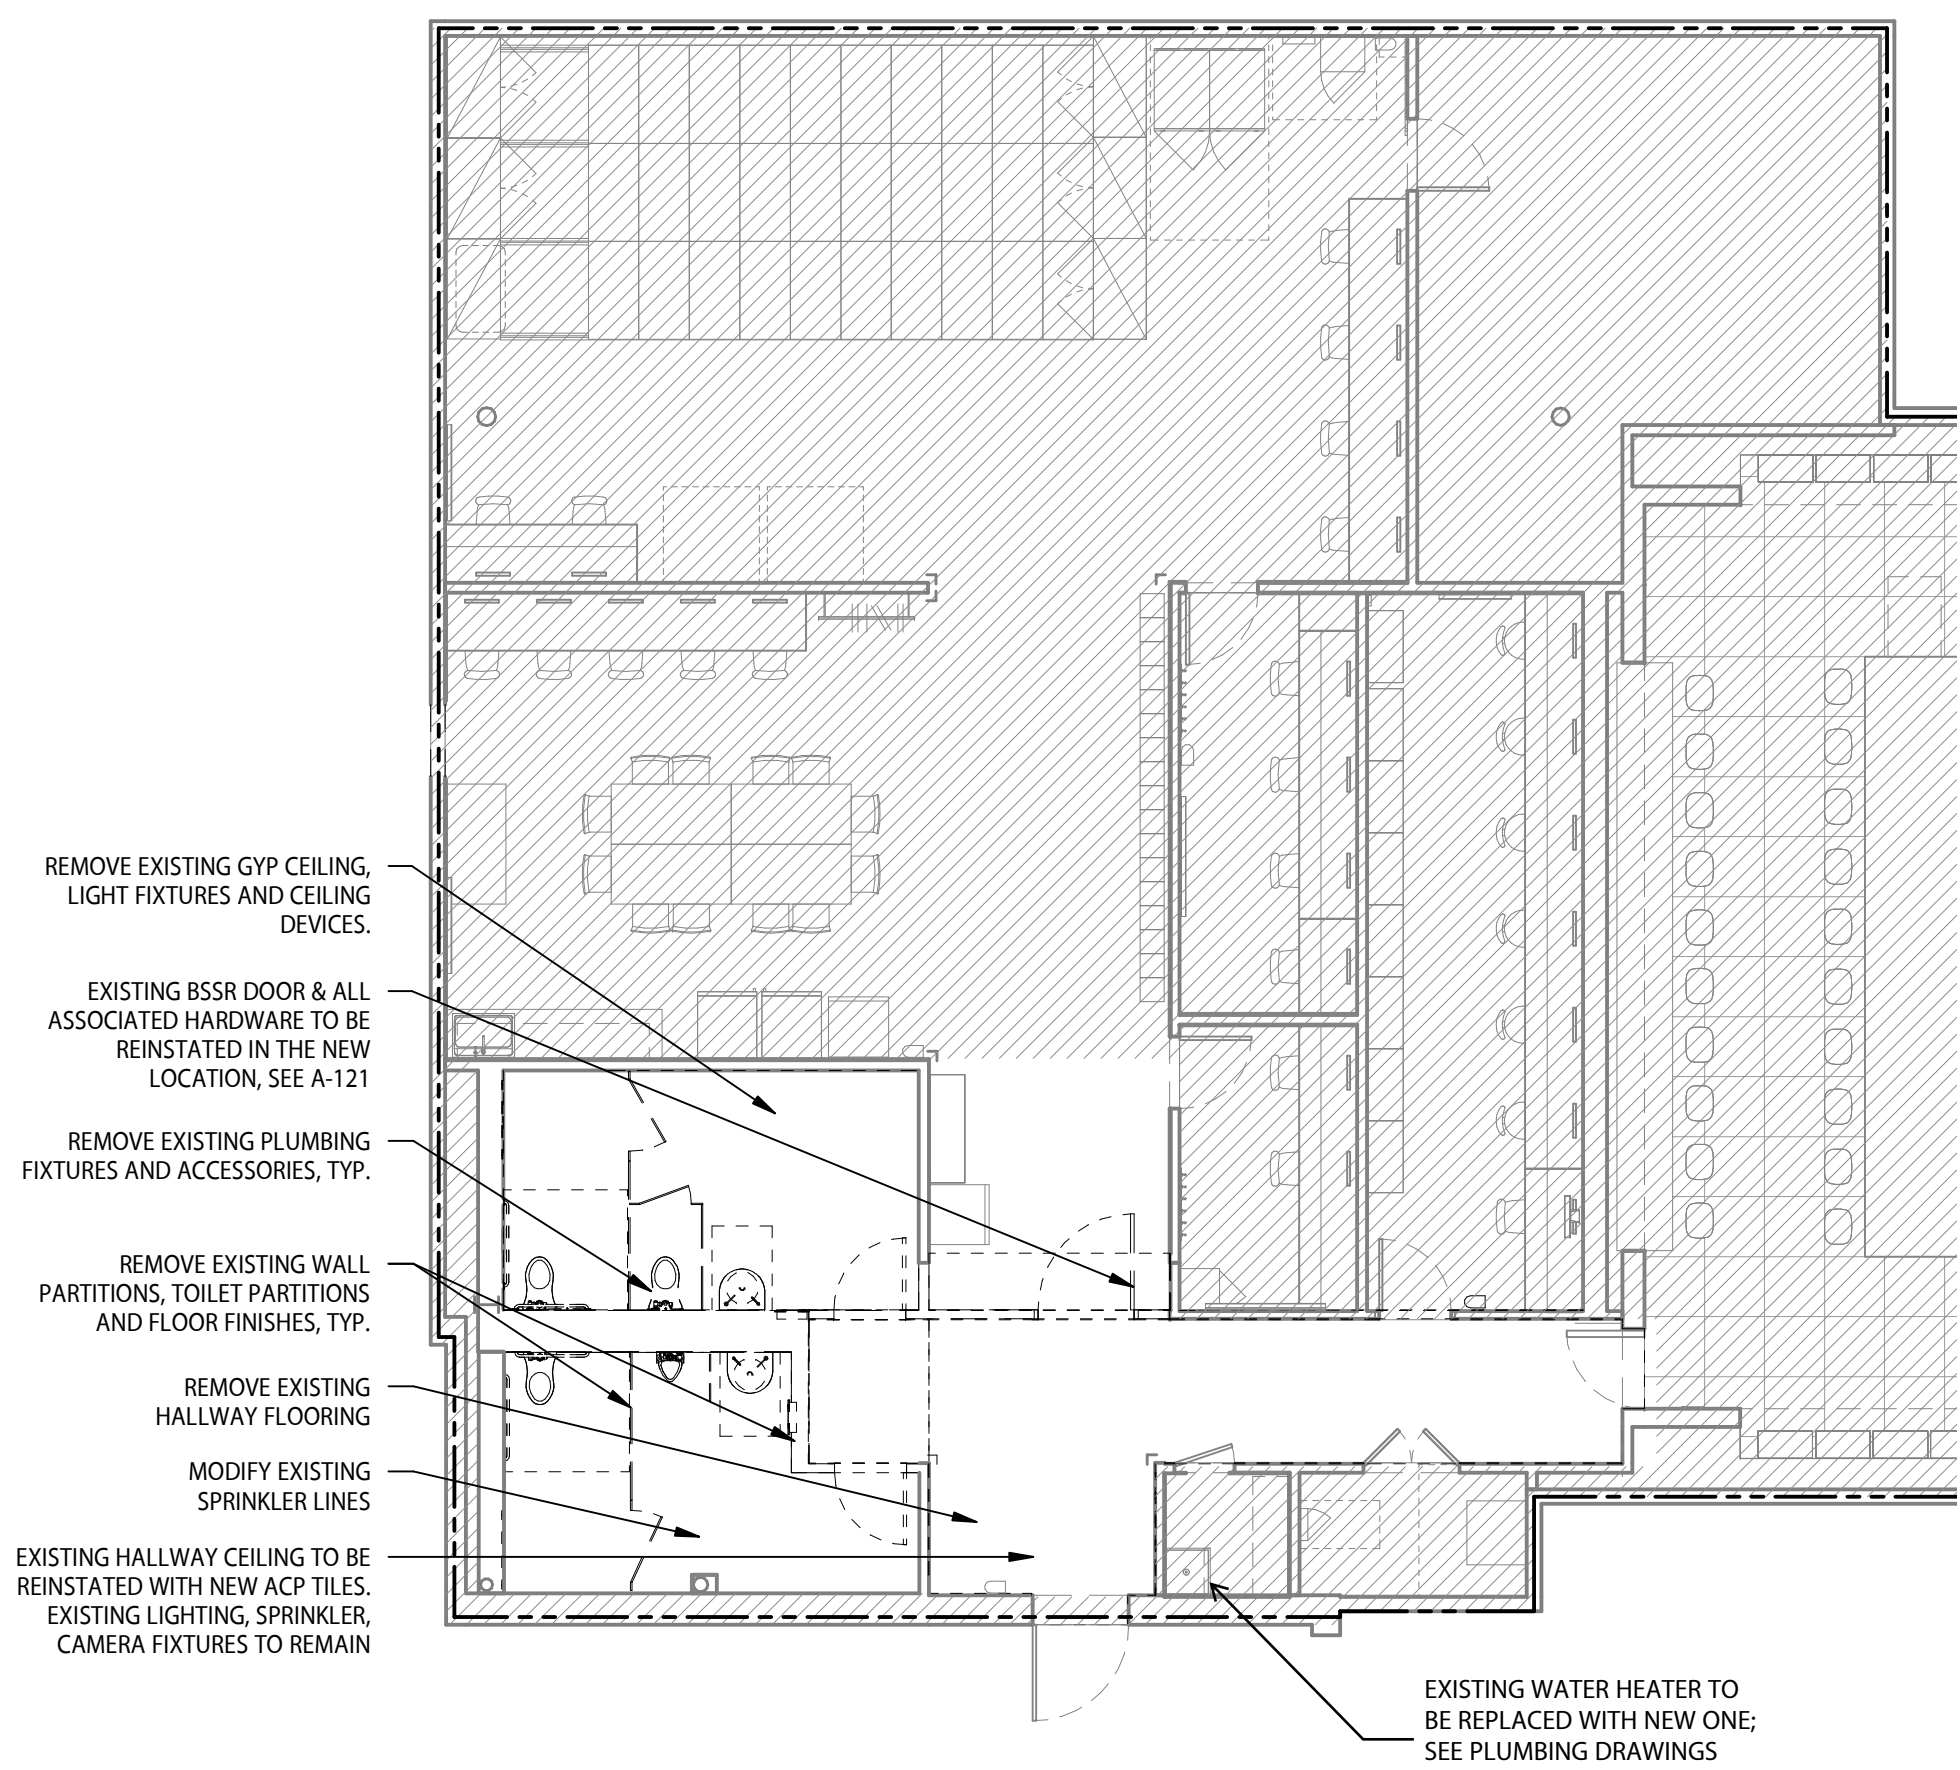 REMOVE EXISTING GYP CEILING,
LIGHT FIXTURES AND CEILING
DEVICES.
EXISTING BSSR DOOR & ALL
ASSOCIATED HARDWARE TO BE
REINSTATED IN THE NEW
LOCATION, SEE A-121
REMOVE EXISTING PLUMBING
FIXTURES AND ACCESSORIES, TYP.
REMOVE EXISTING WALL
PARTITIONS, TOILET PARTITIONS
AND FLOOR FINISHES, TYP.
REMOVE EXISTING
HALLWAY FLOORING
MODIFY EXISTING
SPRINKLER LINES
EXISTING HALLWAY CEILING TO BE
REINSTATED WITH NEW ACP TILES.
EXISTING LIGHTING, SPRINKLER,
CAMERA FIXTURES TO REMAIN
EXISTING WATER HEATER TO
BE REPLACED WITH NEW ONE;
SEE PLUMBING DRAWINGS